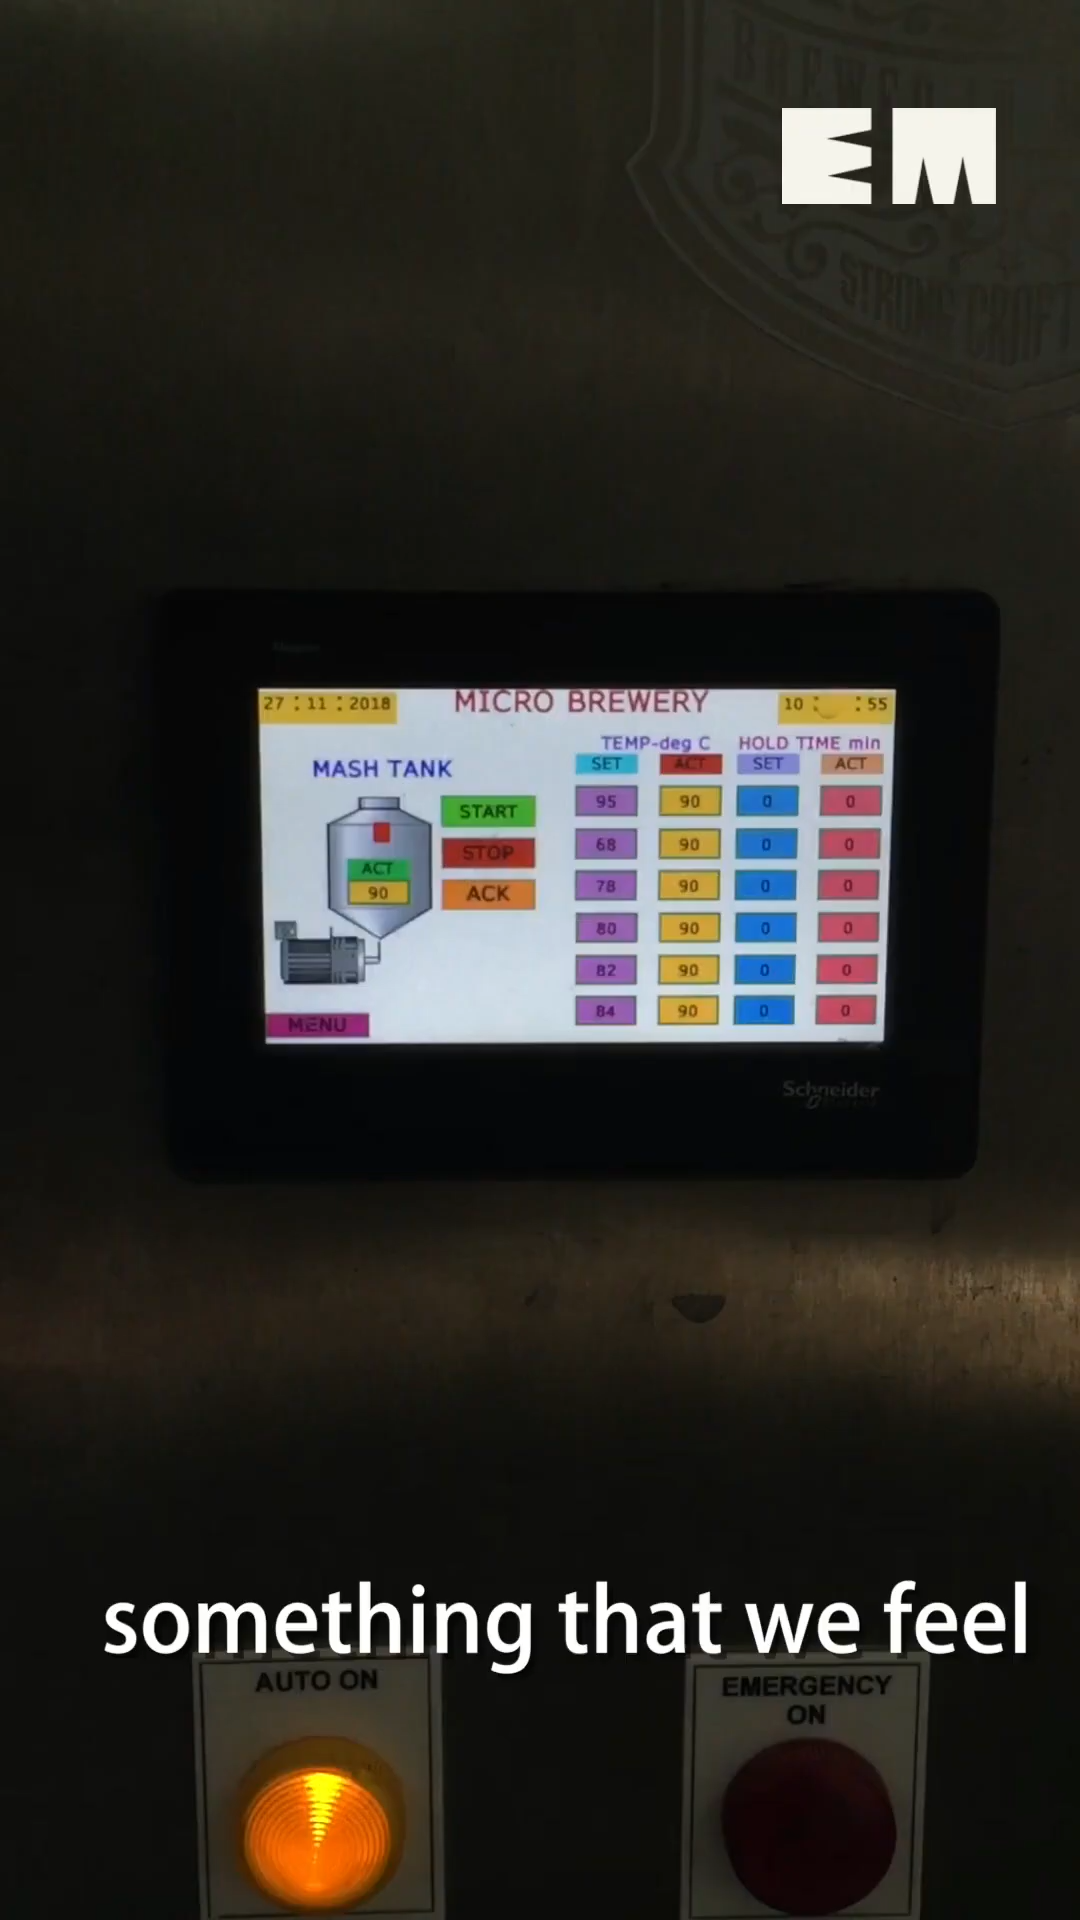 BREWED
EM
STRONG CRAFT
27 : 11 : 2018
MICRO BREWERY
10 : : 55
TEMP-deg C HOLD TIME min
MASH TANK
SET ACT SET ACT
START
95 90 0 0
STOP
68 90 0 0
ACT
90
ACK
78 90 0 0
80 90 0 0
82 90 0 0
MENU
84 90 0 0
Schneider
something that we feel
AUTO ON
EMERGENCY
ON